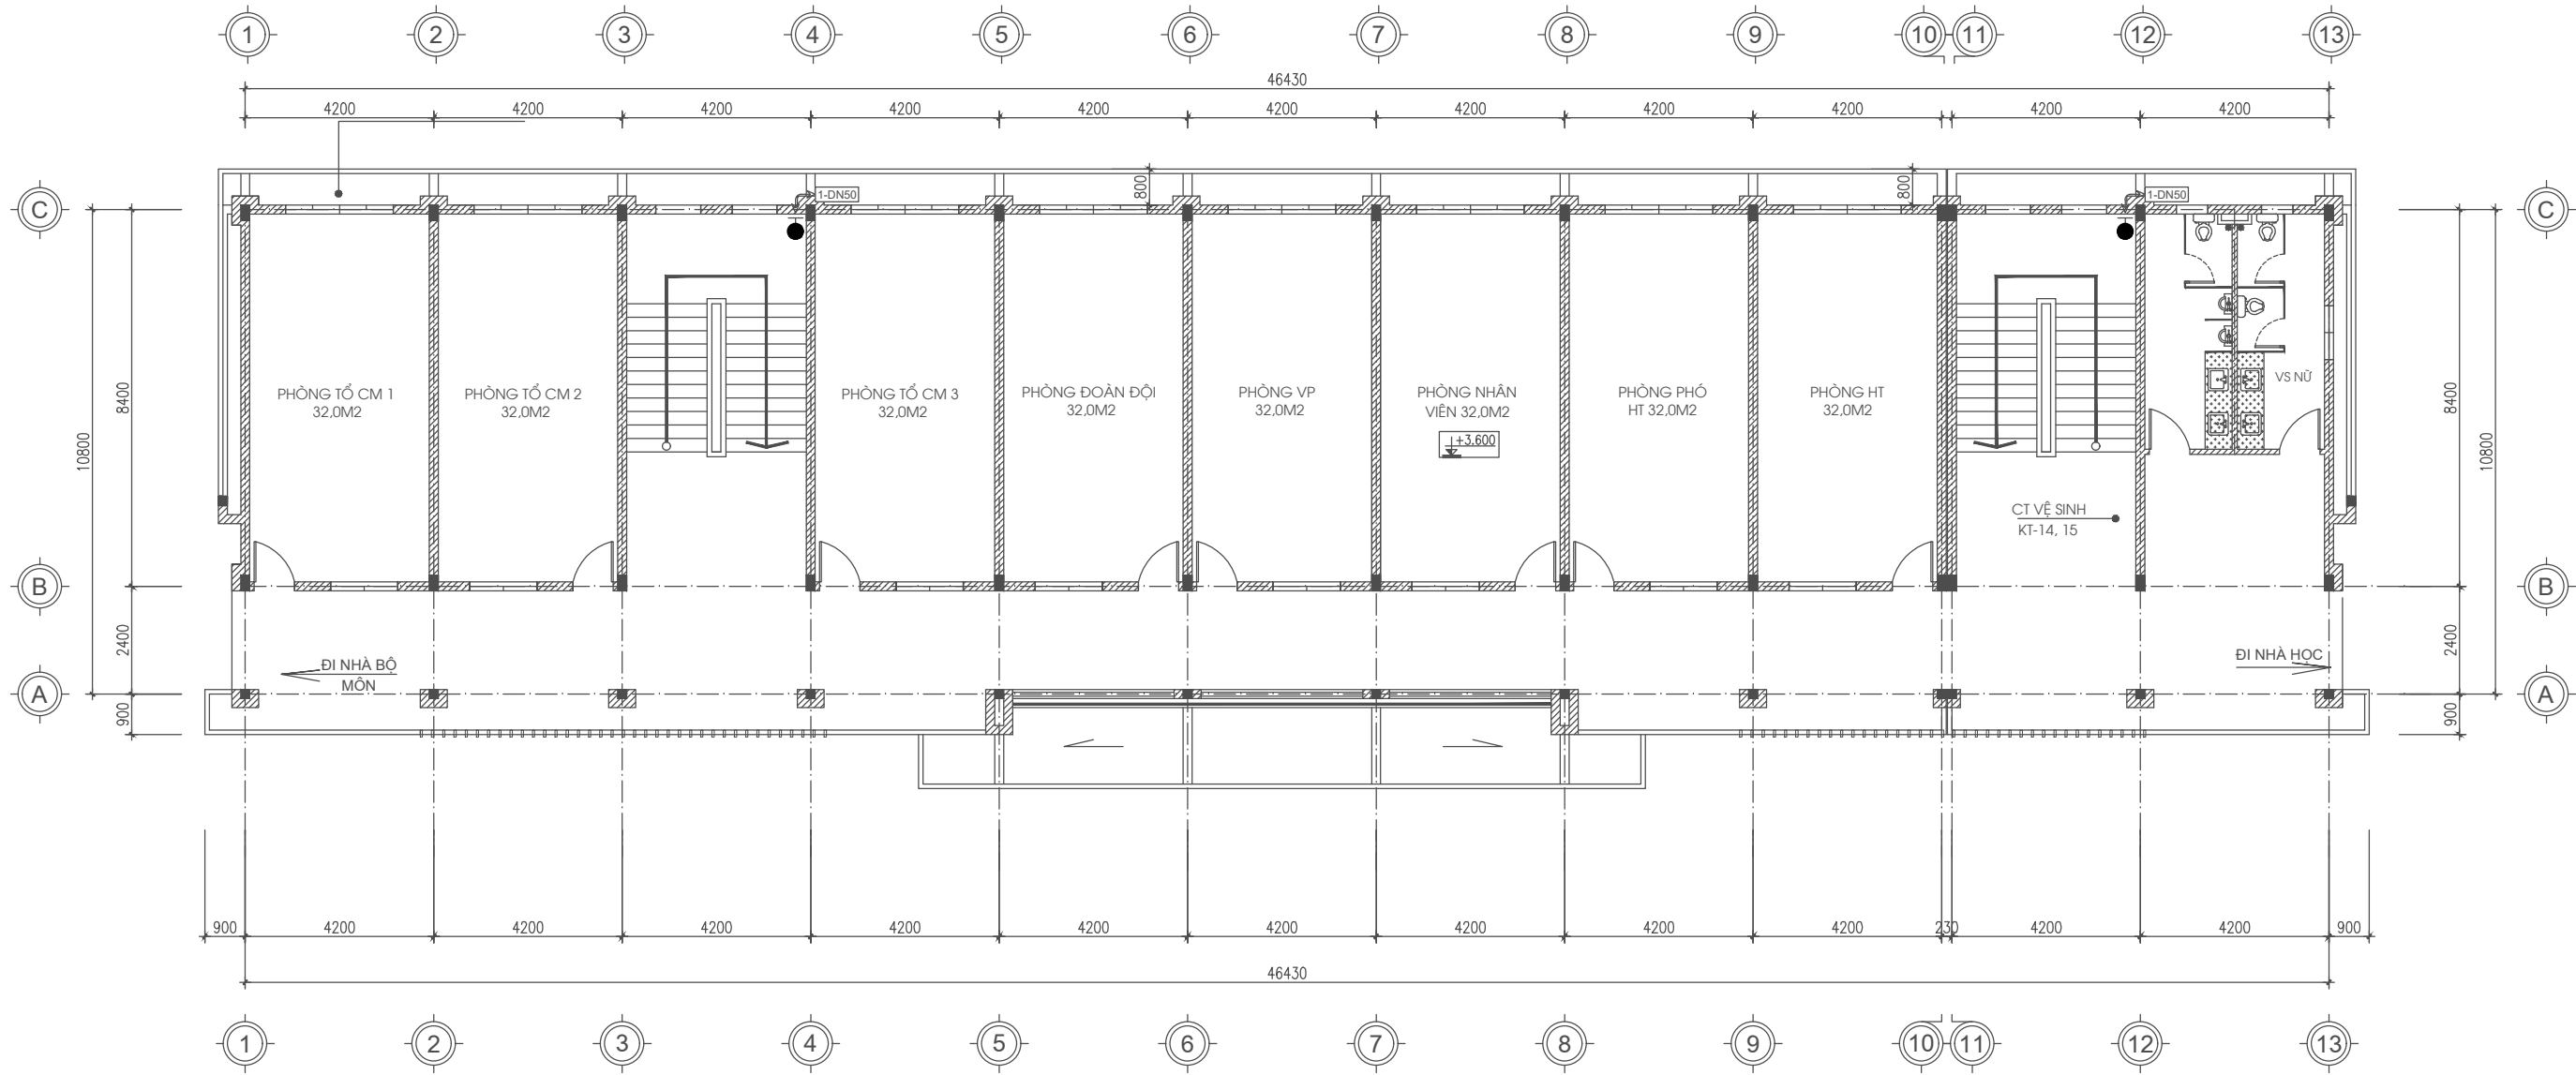 1 2 3 4 5 6 7 8 9 10 11 12 13
46430
4200 4200 4200 4200 4200 4200 4200 4200 4200 4200 4200
800 800
1-DN50 1-DN50
C C
8400 10800 8400 10800
PHÒNG TỔ CM 1
32,0M2
PHÒNG TỔ CM 2
32,0M2
PHÒNG TỔ CM 3
32,0M2
PHÒNG ĐOÀN ĐỘI
32,0M2
PHÒNG VP
32,0M2
PHÒNG NHÂN
VIÊN 32,0M2
+3.600
PHÒNG PHÓ
HT 32,0M2
PHÒNG HT
32,0M2
VS NỮ
CT VỆ SINH
KT-14, 15
B B
2400 2400
ĐI NHÀ BỘ
MÔN
ĐI NHÀ HỌC
A A
900 900
900 4200 4200 4200 4200 4200 4200 4200 4200 4200 230 4200 4200 900
46430
1 2 3 4 5 6 7 8 9 10 11 12 13